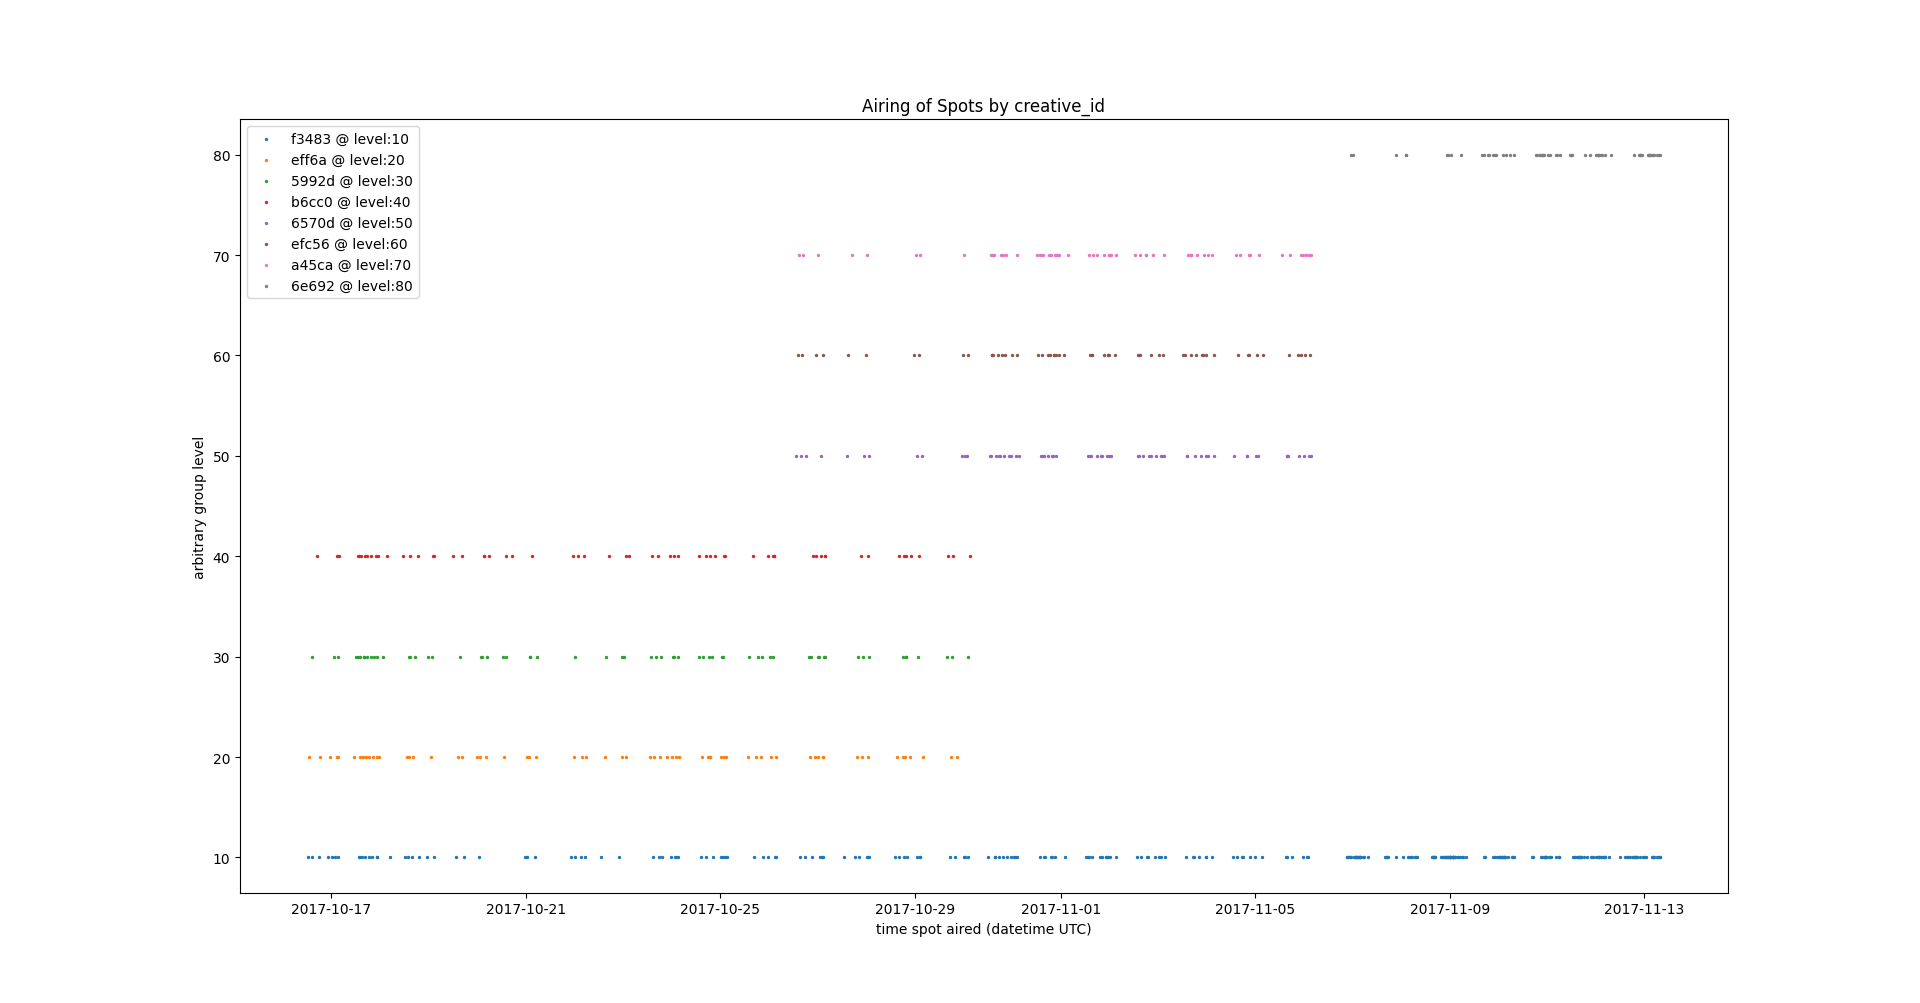 Airing of Spots by creative_id
f3483 @ level:10
eff6a @ level:20
5992d @ level:30
b6cc0 @ level:40
6570d @ level:50
efc56 @ level:60
a45ca @ level:70
6e692 @ level:80
80
70
60
50
40
30
20
10
arbitrary group level
2017-10-17 2017-10-21 2017-10-25 2017-10-29 2017-11-01 2017-11-05 2017-11-09 2017-11-13
time spot aired (datetime UTC)